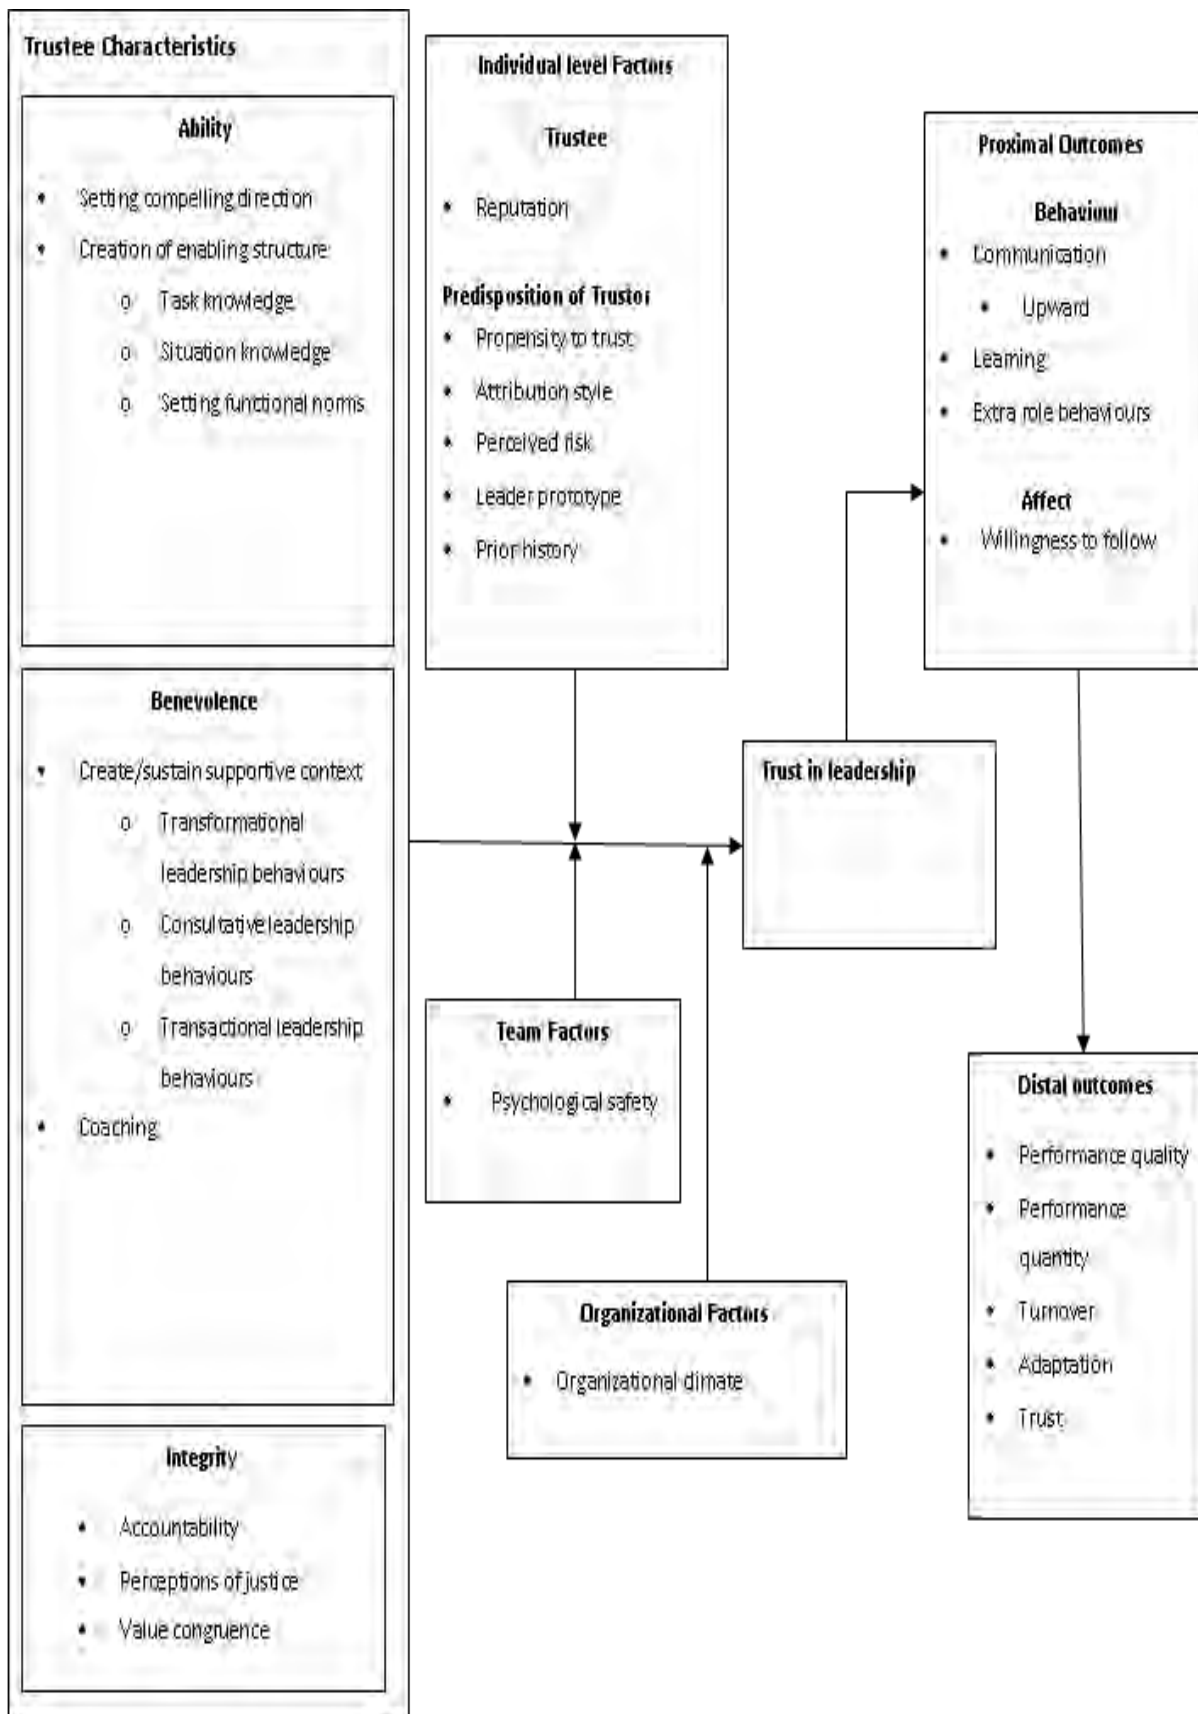 Trustee Characteristics
Ability
• Setting compelling direction
• Creation of enabling structure
o Task knowledge
o Situation knowledge
o Setting functional norms
Benevolence
• Create/sustain supportive context
o Transformational
leadership behaviours
o Consultative leadership
behaviours
o Transactional leadership
behaviours
• Coaching
Integrity
• Accountability
• Perceptions of justice
• Value congruence
Individual level Factors
Trustee
• Reputation
Predisposition of Trustor
• Propensity to trust
• Attribution style
• Perceived risk
• Leader prototype
• Prior history
Team Factors
• Psychological safety
Organizational Factors
• Organizational climate
Trust in leadership
Proximal Outcomes
Behaviour
• Communication
• Upward
• Learning
• Extra role behaviours
Affect
• Willingness to follow
Distal outcomes
• Performance quality
• Performance
quantity
• Turnover
• Adaptation
• Trust